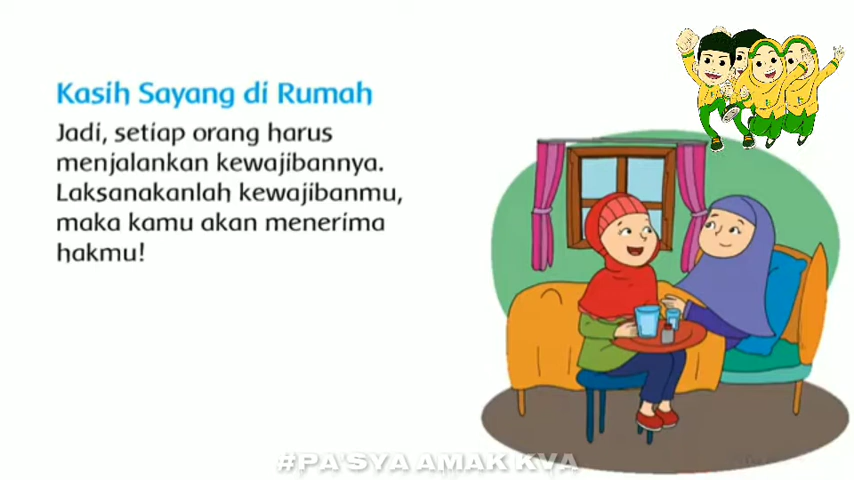 Kasih Sayang di Rumah
Jadi, setiap orang harus
menjalankan kewajibannya.
Laksanakanlah kewajibanmu,
maka kamu akan menerima
hakmu!
#PA'SYA AMAK KVA